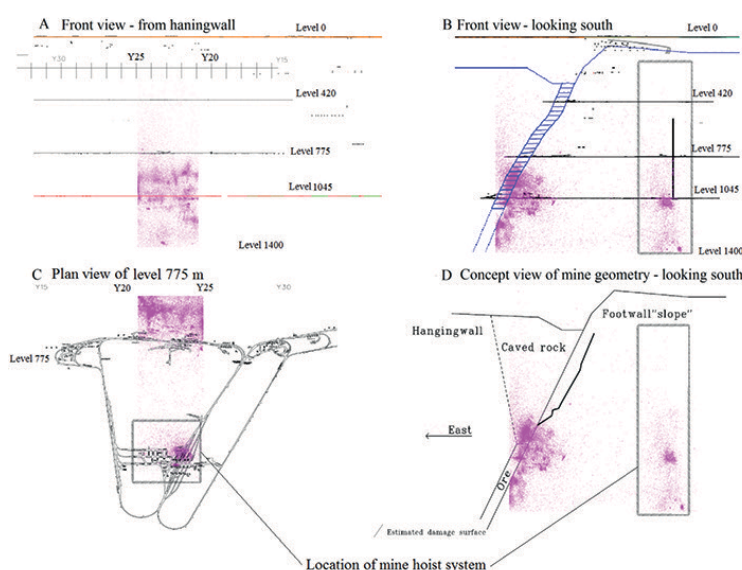 A Front view - from haningwall
Level 0
Y30
Y25
Y20
Y15
Level 420
Level 775
Level 1045
Level 1400
B Front view - looking south
Level 0
Level 420
Level 775
Level 1045
Level 1400
C Plan view of level 775 m
Y15
Y20
Y25
Y30
Level 775
D Concept view of mine geometry - looking south
Hangingwall
Footwall"slope"
Caved rock
East
Ore
Estimated damage surface
Location of mine hoist system